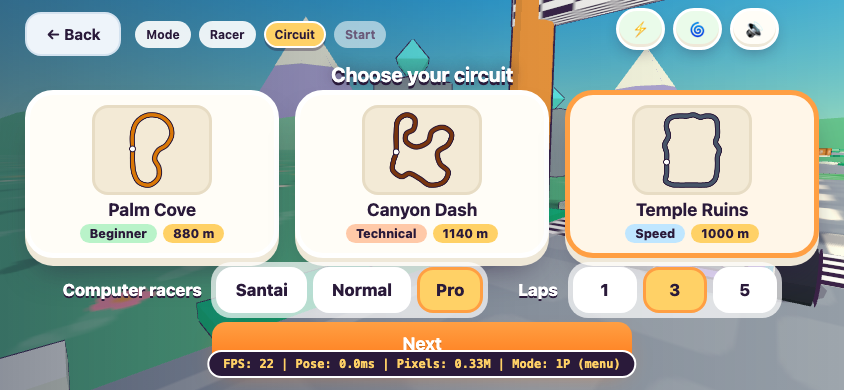 ← Back
Mode
Racer
Circuit
Start
Choose your circuit
Palm Cove
Beginner
880 m
Canyon Dash
Technical
1140 m
Temple Ruins
Speed
1000 m
Computer racers
Santai
Normal
Pro
Laps
1
3
5
Next
FPS: 22 | Pose: 0.0ms | Pixels: 0.33M | Mode: 1P (menu)